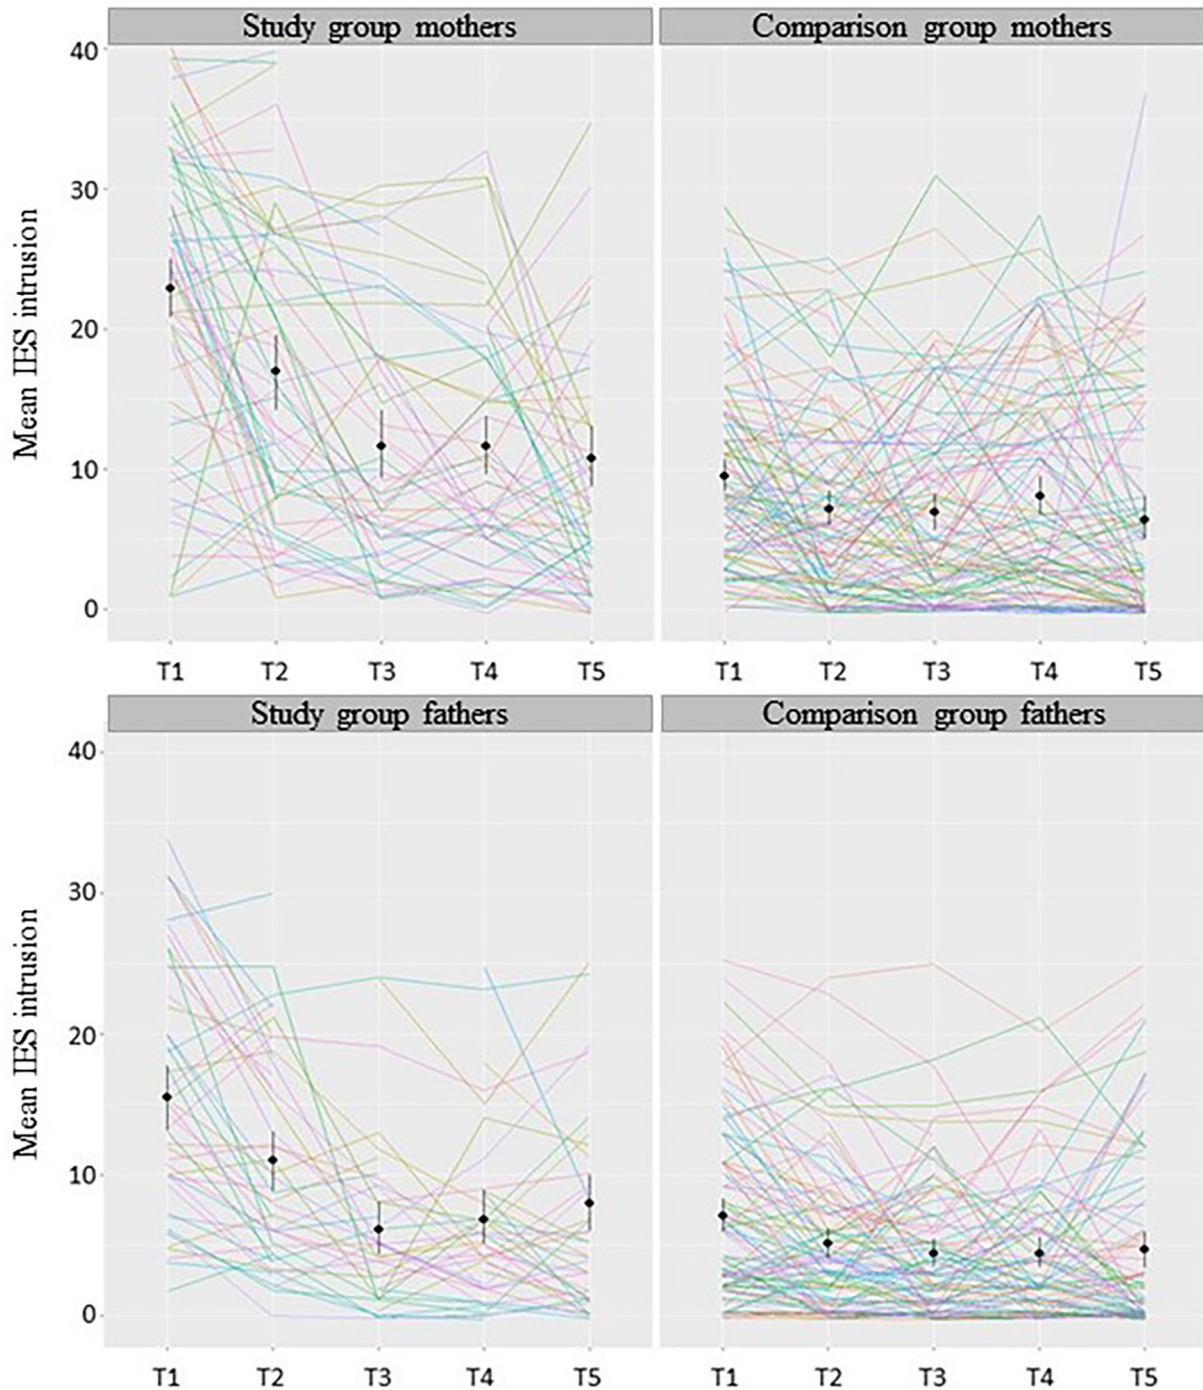 Study group mothers
Comparison group mothers
Mean IES intrusion
40
30
20
10
0
T1 T2 T3 T4 T5
T1 T2 T3 T4 T5
Study group fathers
Comparison group fathers
Mean IES intrusion
40
30
20
10
0
T1 T2 T3 T4 T5
T1 T2 T3 T4 T5